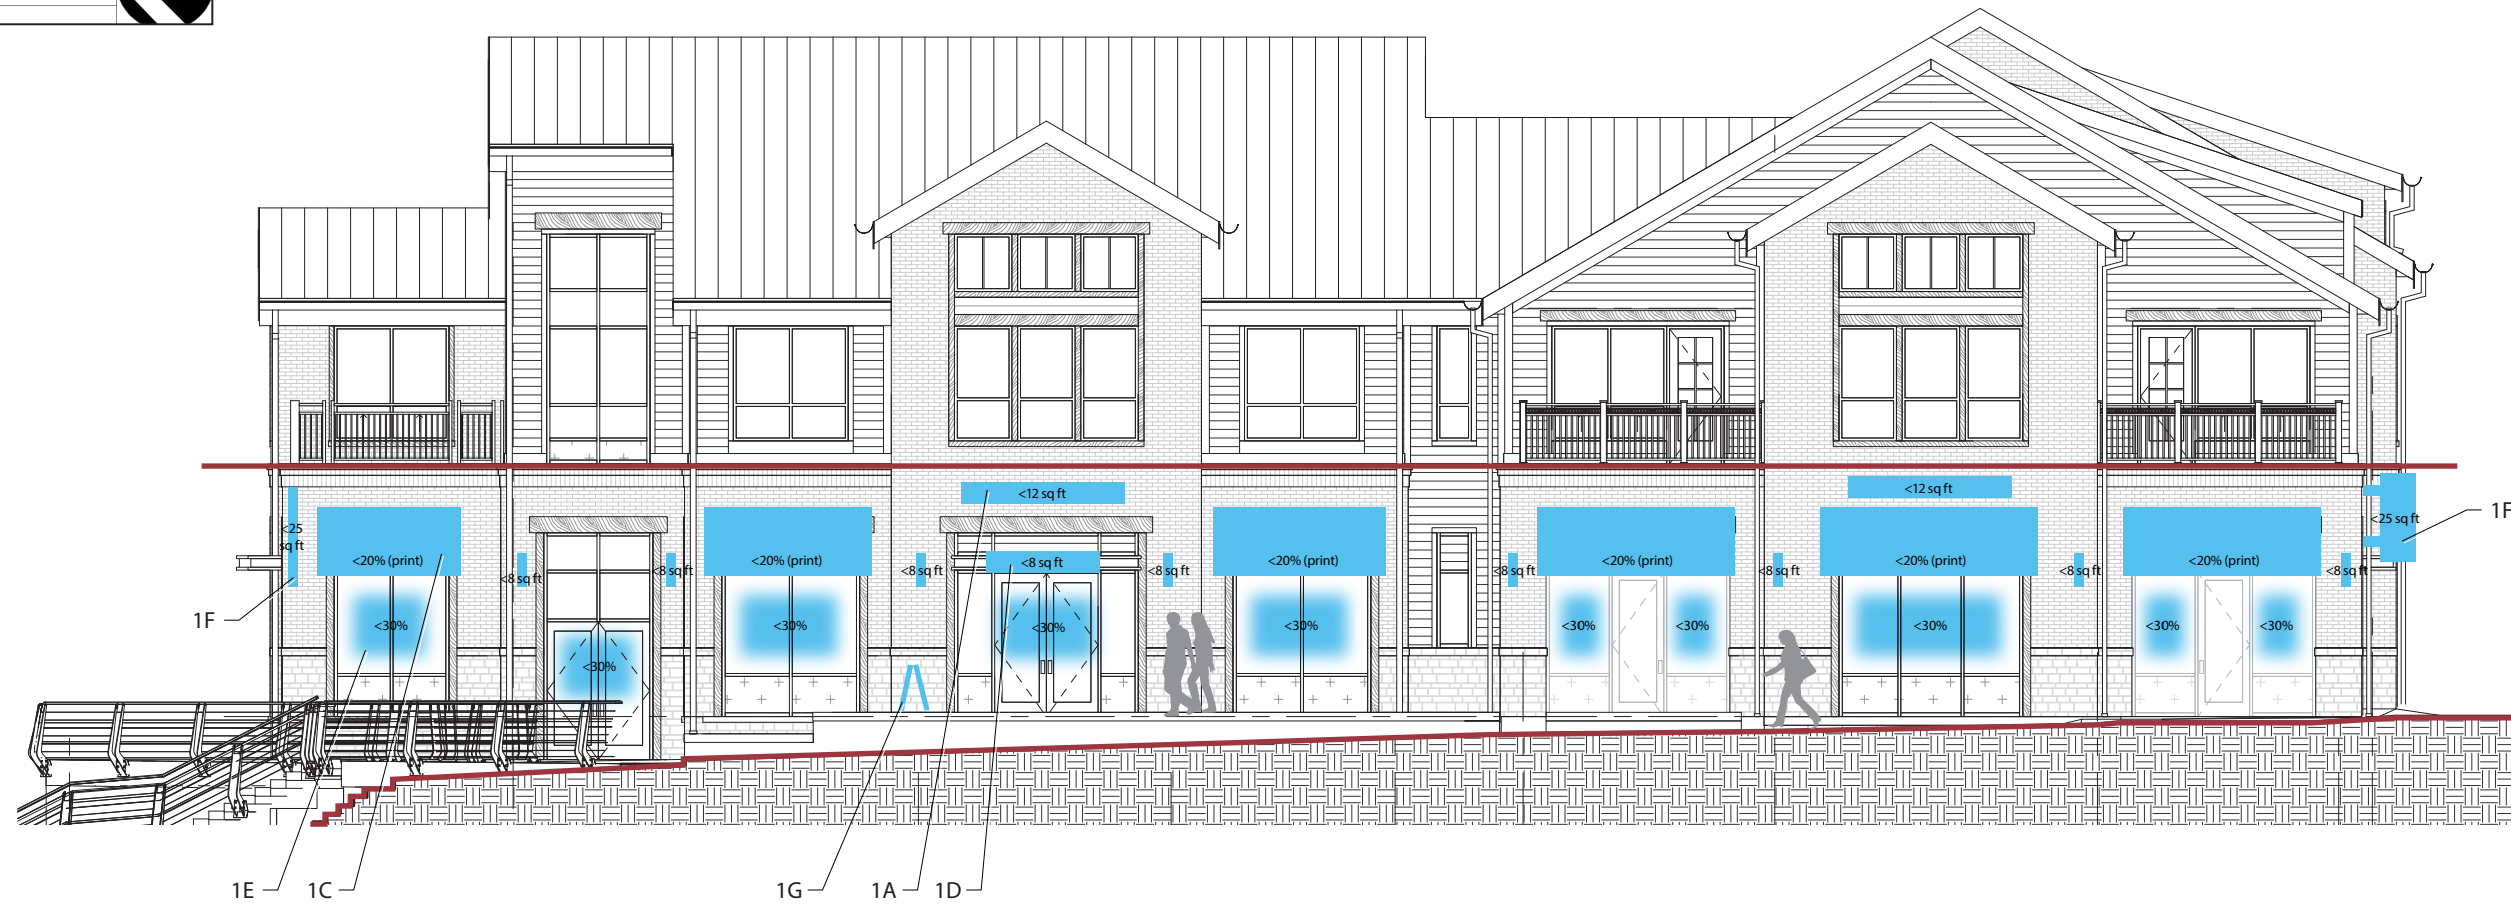 <12 sq ft
<12 sq ft
<25
sq ft
<25 sq ft
1F
<20% (print)
<20% (print)
<8 sq ft
<20% (print)
<20% (print)
<20% (print)
<20% (print)
<8 sq ft
<8 sq ft
<8 sq ft
<8 sq ft
<8 sq ft
<8 sq ft
<8 sq ft
<8 sq ft
1F
<30%
<30%
<30%
<30%
<30%
<30%
<30%
<30%
<30%
<30%
1E
1C
1G
1A
1D